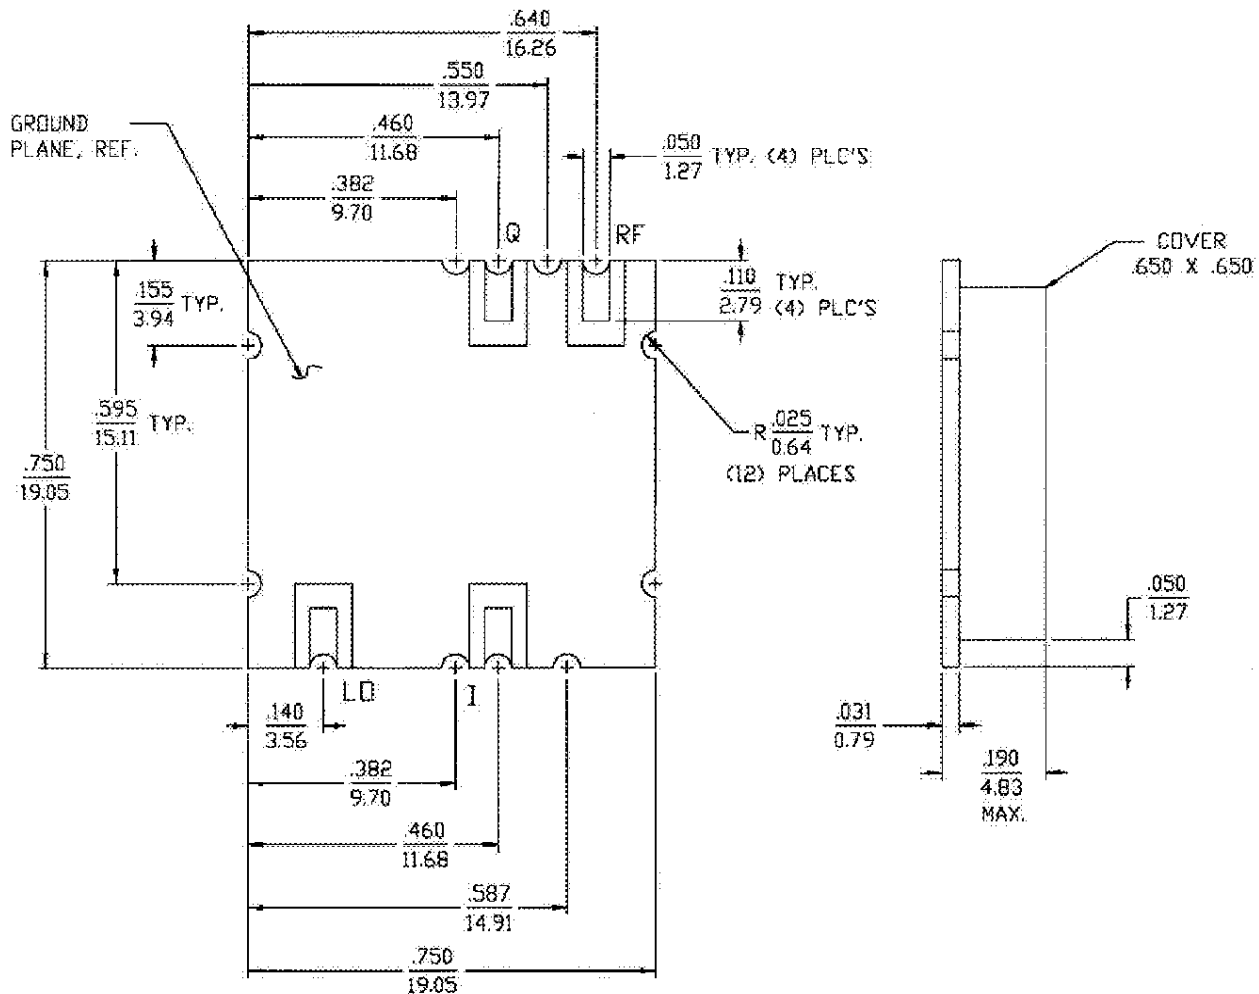 .640
16.26
.550
13.97
GROUND
PLANE, REF.
.460
11.68
.050
1.27 TYP. (4) PLC'S
.382
9.70
Q
RF
COVER
.650 X .650
.155
3.94 TYP.
.110 TYP.
2.79 (4) PLC'S
.595
15.11 TYP.
R .025
0.64 TYP.
(12) PLACES
.750
19.05
.050
1.27
LO
I
.140
3.56
.031
0.79
.382
9.70
.190
4.83
MAX.
.460
11.68
.587
14.91
.750
19.05